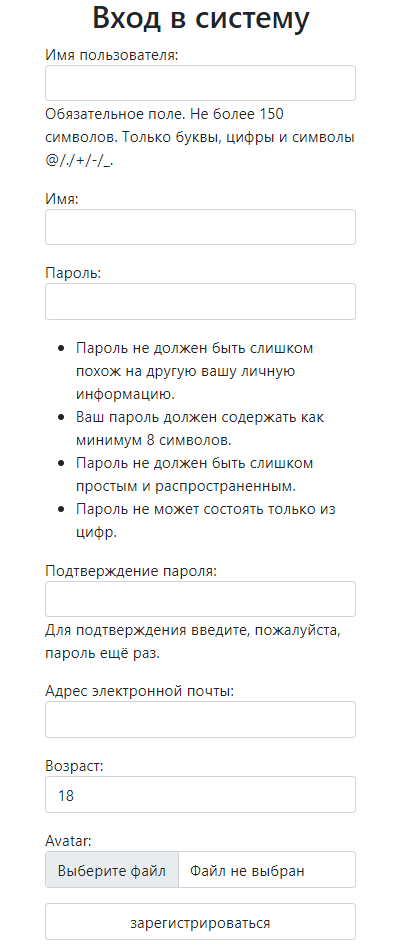 Вход в систему
Имя пользователя:
Обязательное поле. Не более 150
символов. Только буквы, цифры и символы
@/./+/-/_.
Имя:
Пароль:
Пароль не должен быть слишком
похож на другую вашу личную
информацию.
Ваш пароль должен содержать как
минимум 8 символов.
Пароль не должен быть слишком
простым и распространенным.
Пароль не может состоять только из
цифр.
Подтверждение пароля:
Для подтверждения введите, пожалуйста,
пароль ещё раз.
Адрес электронной почты:
Возраст:
18
Avatar:
Выберите файл Файл не выбран
зарегистрироваться